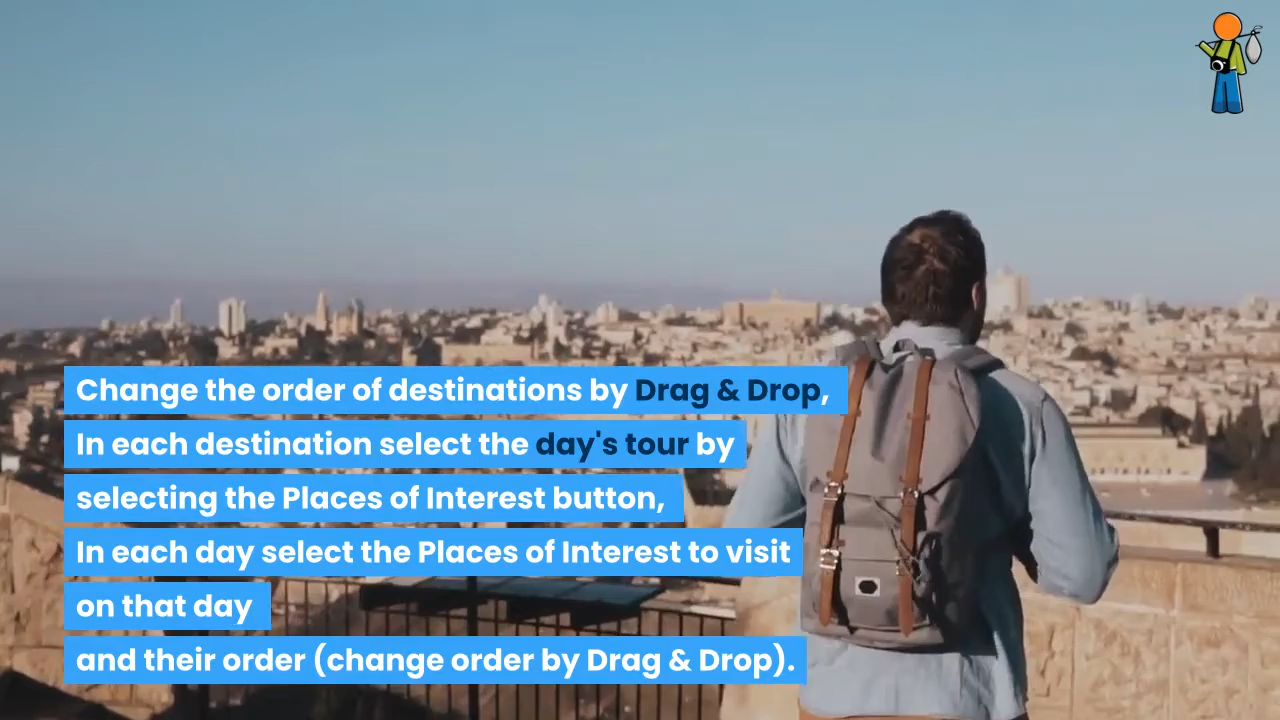 Change the order of destinations by Drag & Drop,
In each destination select the day's tour by
selecting the Places of Interest button,
In each day select the Places of Interest to visit
on that day
and their order (change order by Drag & Drop).